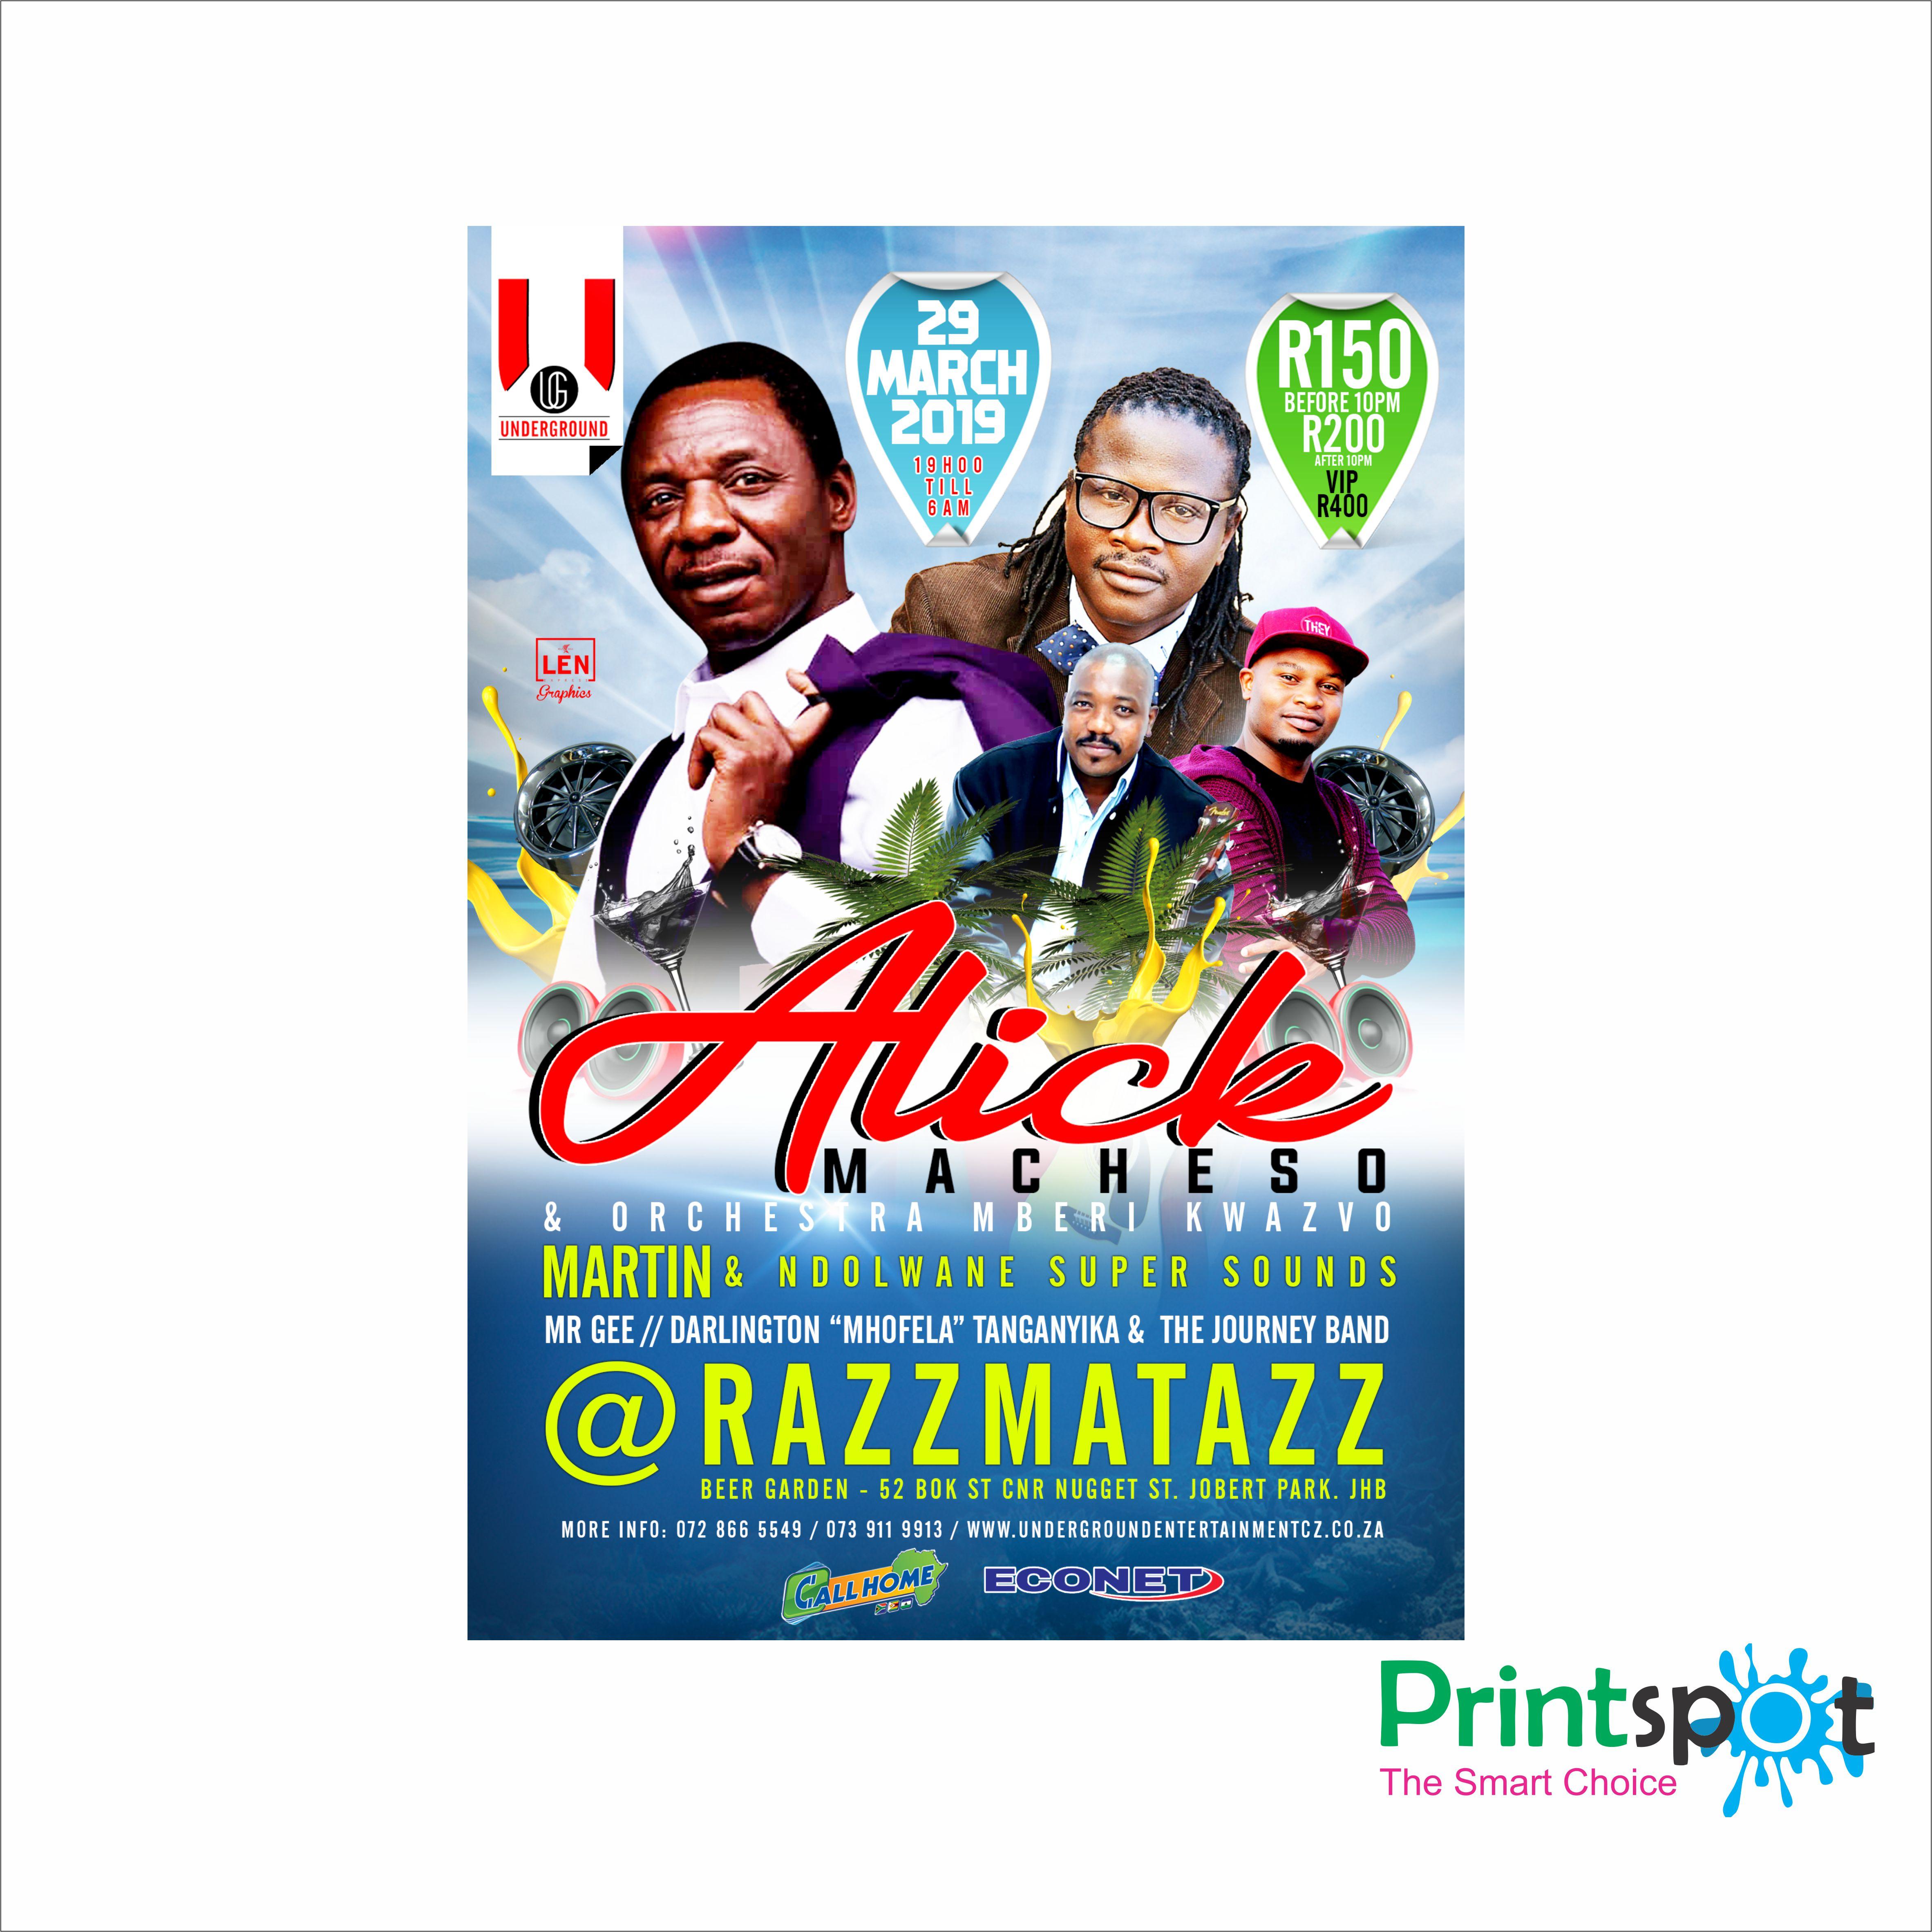 UG
UNDERGROUND
29
MARCH
2019
19H00
TILL
6AM
R150
BEFORE 10PM
R200
AFTER 10PM
VIP
R400
THEY
LEN
Graphics
Fender
Alick
MACHESO
& ORCHESTRA MBERI KWAZVO
MARTIN & NDOLWANE SUPER SOUNDS
MR GEE // DARLINGTON “MHOFELA” TANGANYIKA & THE JOURNEY BAND
@RAZZMATAZZ
BEER GARDEN - 52 BOK ST CNR NUGGET ST. JOBERT PARK. JHB
MORE INFO: 072 866 5549 / 073 911 9913 / WWW.UNDERGROUNDENTERTAINMENTCZ.CO.ZA
CALL HOME
ECONET
Printspot
The Smart Choice